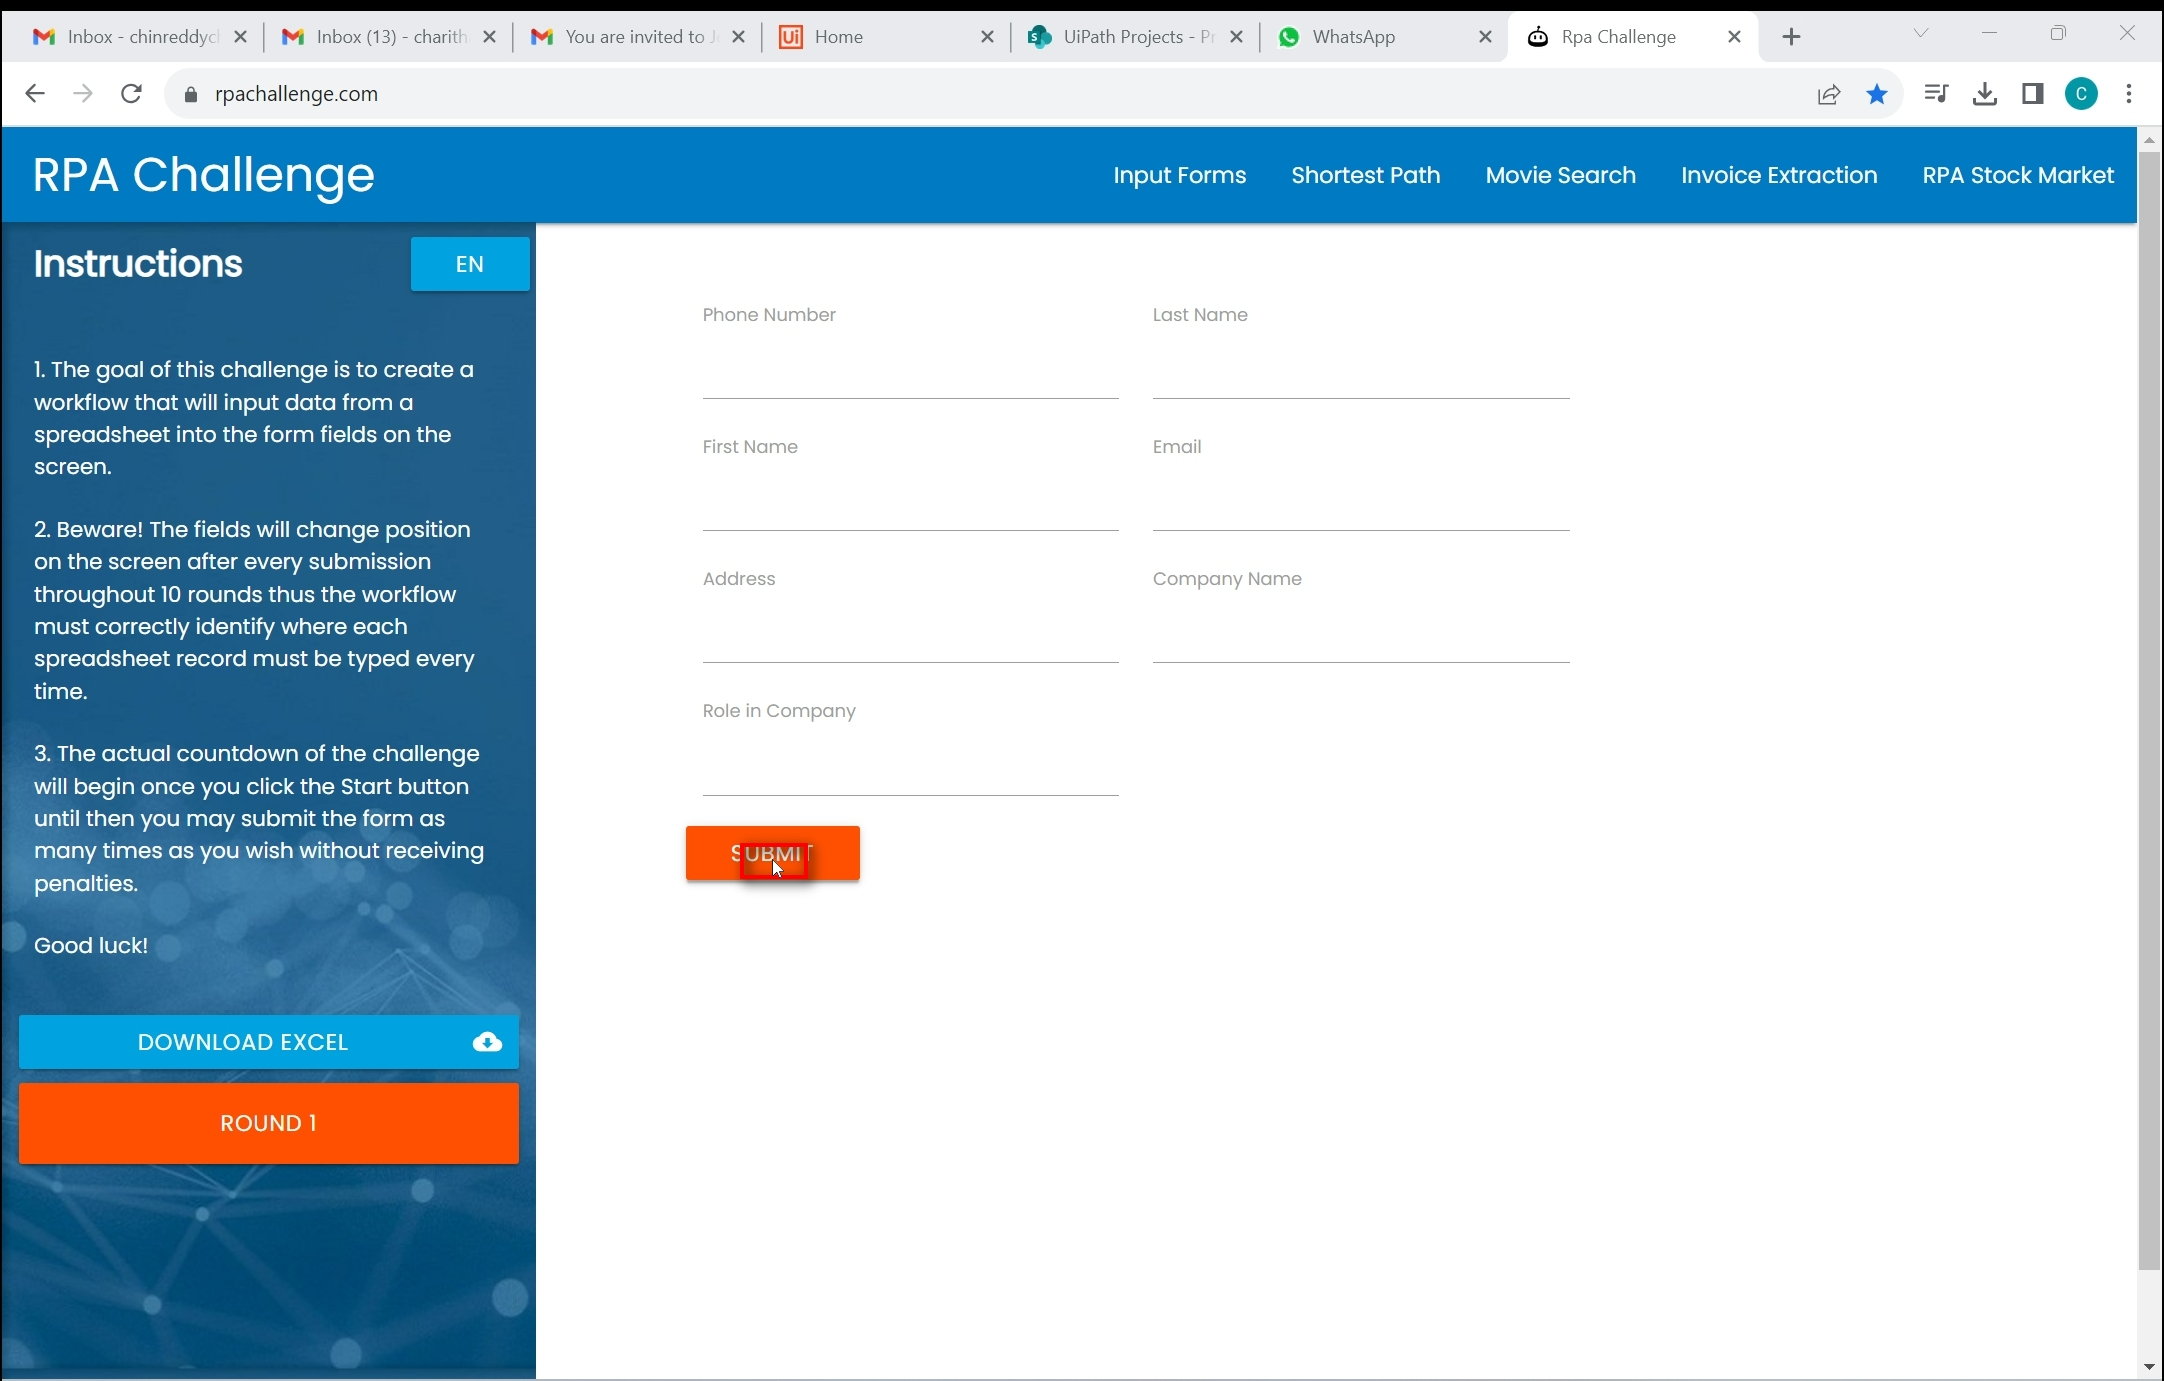 Inbox - chinreddyc
Inbox (13) - charith
You are invited to J
Ui Home
S UiPath Projects - Pr
WhatsApp
Rpa Challenge
rpachallenge.com
C
RPA Challenge
Input Forms
Shortest Path
Movie Search
Invoice Extraction
RPA Stock Market
Instructions
EN
1. The goal of this challenge is to create a
workflow that will input data from a
spreadsheet into the form fields on the
screen.
2. Beware! The fields will change position
on the screen after every submission
throughout 10 rounds thus the workflow
must correctly identify where each
spreadsheet record must be typed every
time.
3. The actual countdown of the challenge
will begin once you click the Start button
until then you may submit the form as
many times as you wish without receiving
penalties.
Good luck!
DOWNLOAD EXCEL
ROUND 1
Phone Number
Last Name
First Name
Email
Address
Company Name
Role in Company
SUBMIT